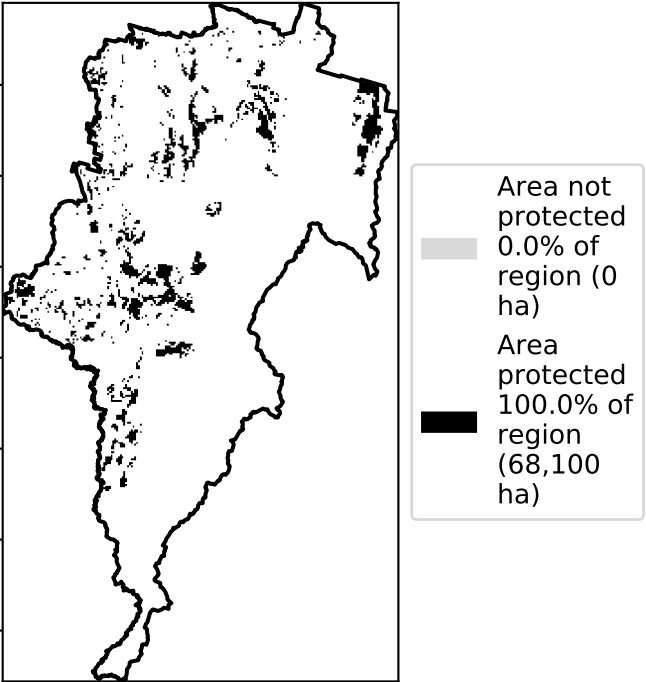 Area not
protected
0.0% of
region (0
ha)
Area
protected
100.0% of
region
(68,100
ha)